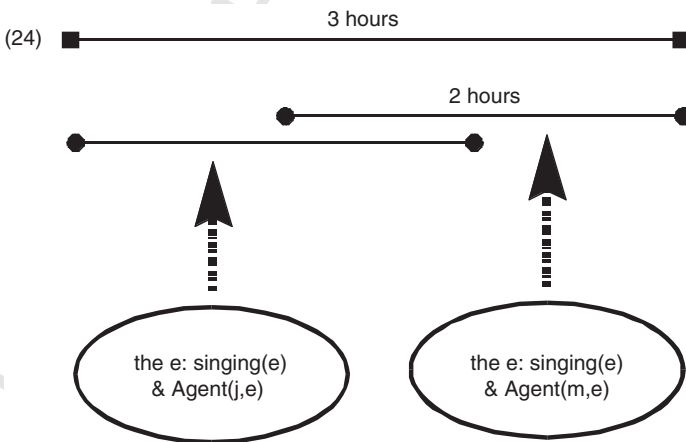 3 hours
(24)
2 hours
the e: singing(e)
& Agent(j,e)
the e: singing(e)
& Agent(m,e)